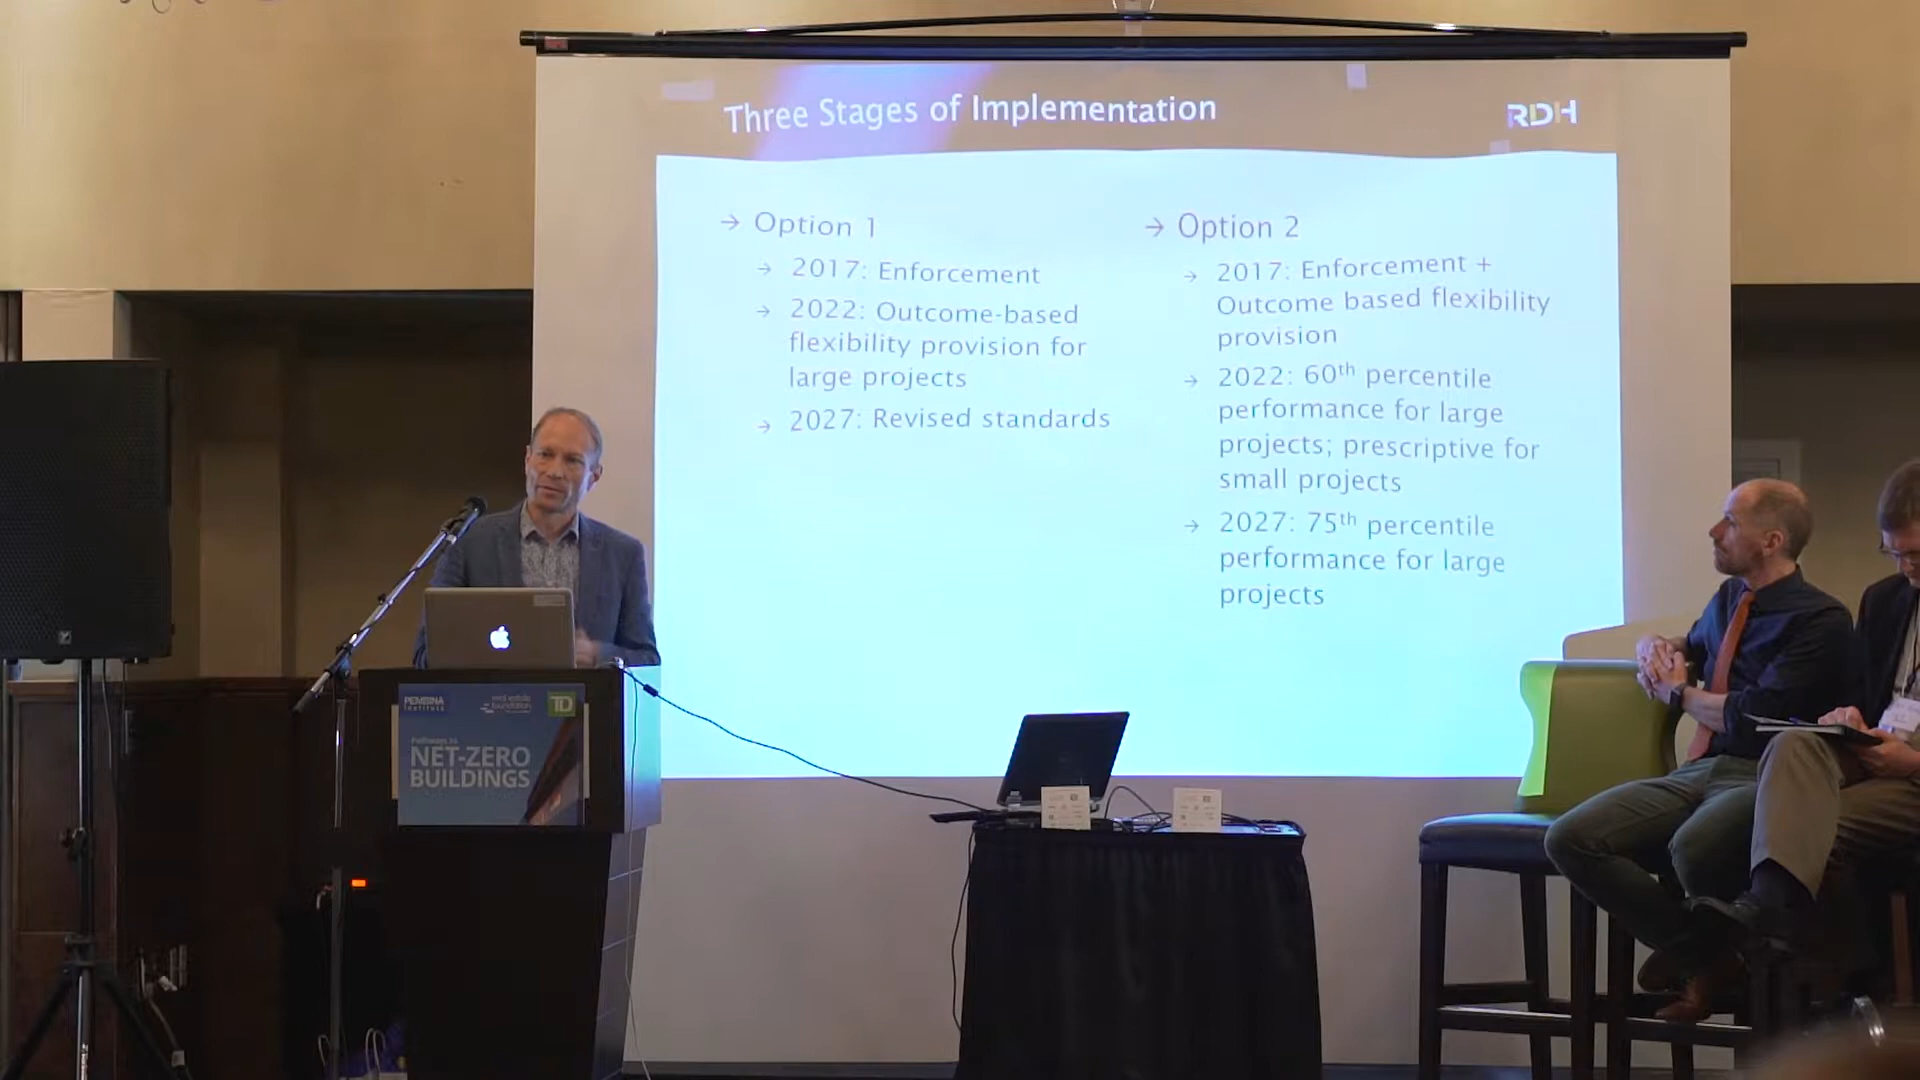 Three Stages of Implementation
RDH
→ Option 1
→ 2017: Enforcement
→ 2022: Outcome-based
flexibility provision for
large projects
→ 2027: Revised standards
→ Option 2
→ 2017: Enforcement +
Outcome based flexibility
provision
→ 2022: 60th percentile
performance for large
projects; prescriptive for
small projects
→ 2027: 75th percentile
performance for large
projects
PEMBINA
institute
real estate
foundation
TD
Pathways to
NET-ZERO
BUILDINGS